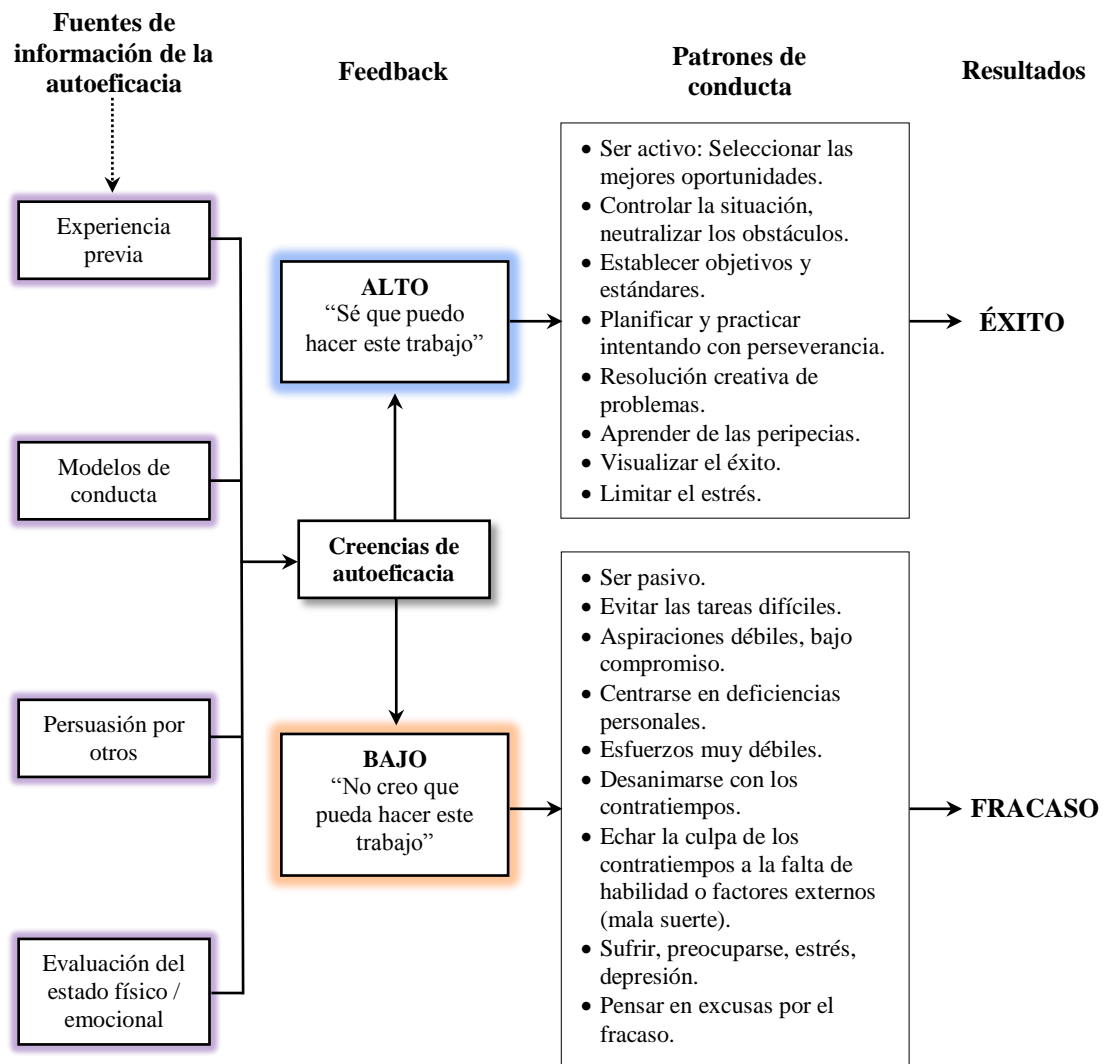 Fuentes de
información de la
autoeficacia
Feedback
Patrones de
conducta
Resultados
Experiencia
previa
Modelos de
conducta
Persuasión por
otros
Evaluación del
estado físico /
emocional
Creencias de
autoeficacia
ALTO
“Sé que puedo
hacer este trabajo”
BAJO
“No creo que
pueda hacer este
trabajo”
• Ser activo: Seleccionar las
mejores oportunidades.
• Controlar la situación,
neutralizar los obstáculos.
• Establecer objetivos y
estándares.
• Planificar y practicar
intentando con perseverancia.
• Resolución creativa de
problemas.
• Aprender de las peripecias.
• Visualizar el éxito.
• Limitar el estrés.
ÉXITO
• Ser pasivo.
• Evitar las tareas difíciles.
• Aspiraciones débiles, bajo
compromiso.
• Centrarse en deficiencias
personales.
• Esfuerzos muy débiles.
• Desanimarse con los
contratiempos.
• Echar la culpa de los
contratiempos a la falta de
habilidad o factores externos
(mala suerte).
• Sufrir, preocuparse, estrés,
depresión.
• Pensar en excusas por el
fracaso.
FRACASO